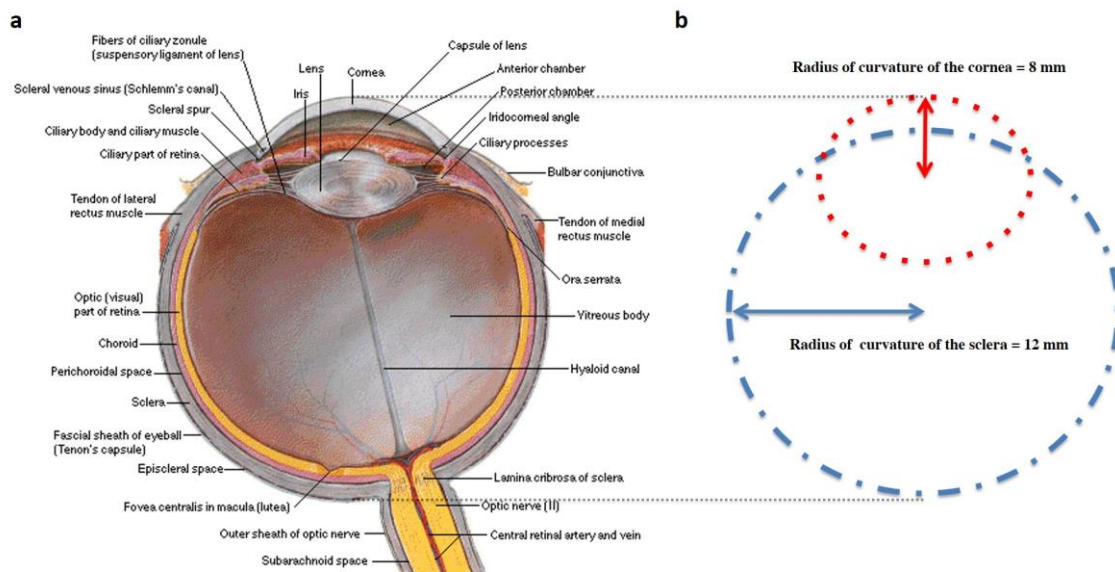 a
Fibers of ciliary zonule
(suspensory ligament of lens)
Scleral venous sinus (Schlemm's canal)
Scleral spur
Ciliary body and ciliary muscle
Ciliary part of retina
Tendon of lateral
rectus muscle
Optic (visual)
part of retina
Choroid
Perichoroidal space
Sclera
Fascial sheath of eyeball
(Tenon's capsule)
Episcleral space
Fovea centralis in macula (lutea)
Outer sheath of optic nerve
Subarachnoid space
Lens
Iris
Cornea
Capsule of lens
Anterior chamber
Posterior chamber
Iridocorneal angle
Ciliary processes
Bulbar conjunctiva
Tendon of medial
rectus muscle
Ora serrata
Vitreous body
Hyaloid canal
Lamina cribrosa of sclera
Optic nerve (II)
Central retinal artery and vein
b
Radius of curvature of the cornea = 8 mm
Radius of curvature of the sclera = 12 mm